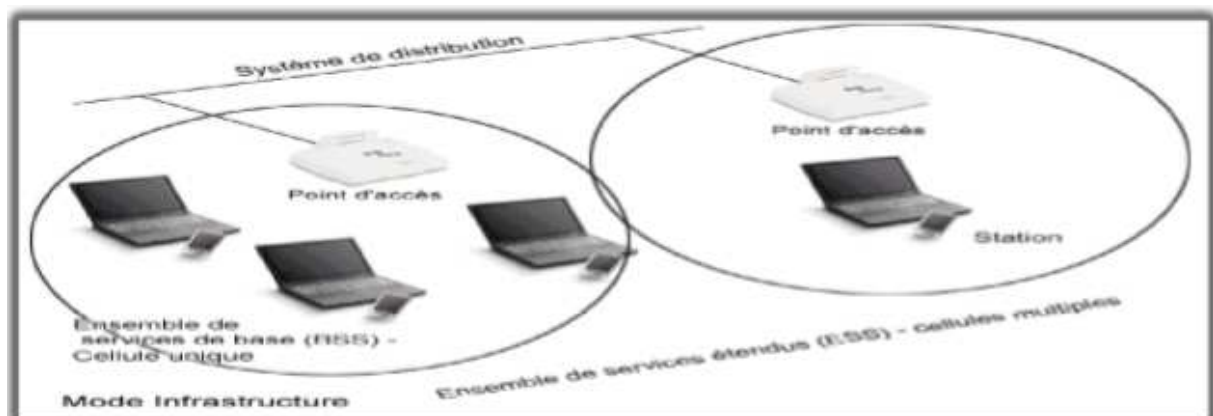 Système de distribution
Point d'accès
Point d'accès
Station
Ensemble de
services de base (BSS) -
Cellule unique
Ensemble de services étendus (ESS) - cellules multiples
Mode Infrastructure